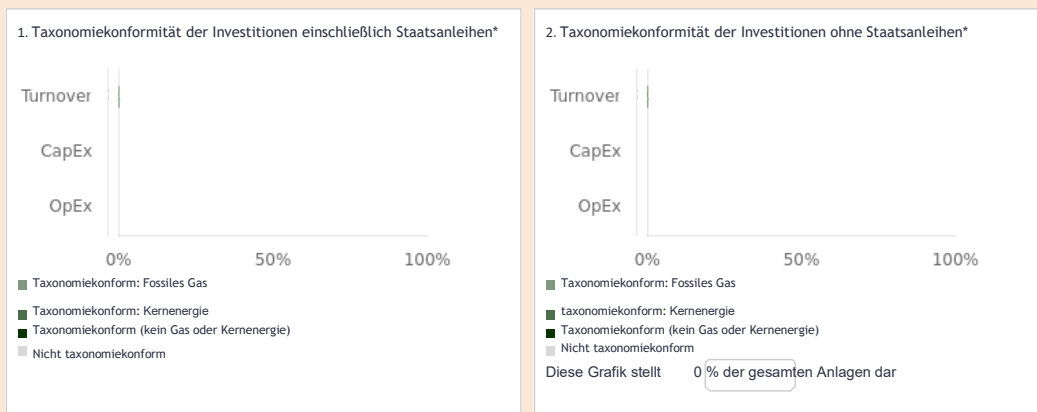 1. Taxonomiekonformität der Investitionen einschließlich Staatsanleihen*
Turnover
CapEx
OpEx
0% 50% 100%
Taxonomiekonform: Fossiles Gas
Taxonomiekonform: Kernenergie
Taxonomiekonform (kein Gas oder Kernenergie)
Nicht taxonomiekonform
2. Taxonomiekonformität der Investitionen ohne Staatsanleihen*
Turnover
CapEx
OpEx
0% 50% 100%
Taxonomiekonform: Fossiles Gas
taxonomiekonform: Kernenergie
Taxonomiekonform (kein Gas oder Kernenergie)
Nicht taxonomiekonform
Diese Grafik stellt 0 % der gesamten Anlagen dar